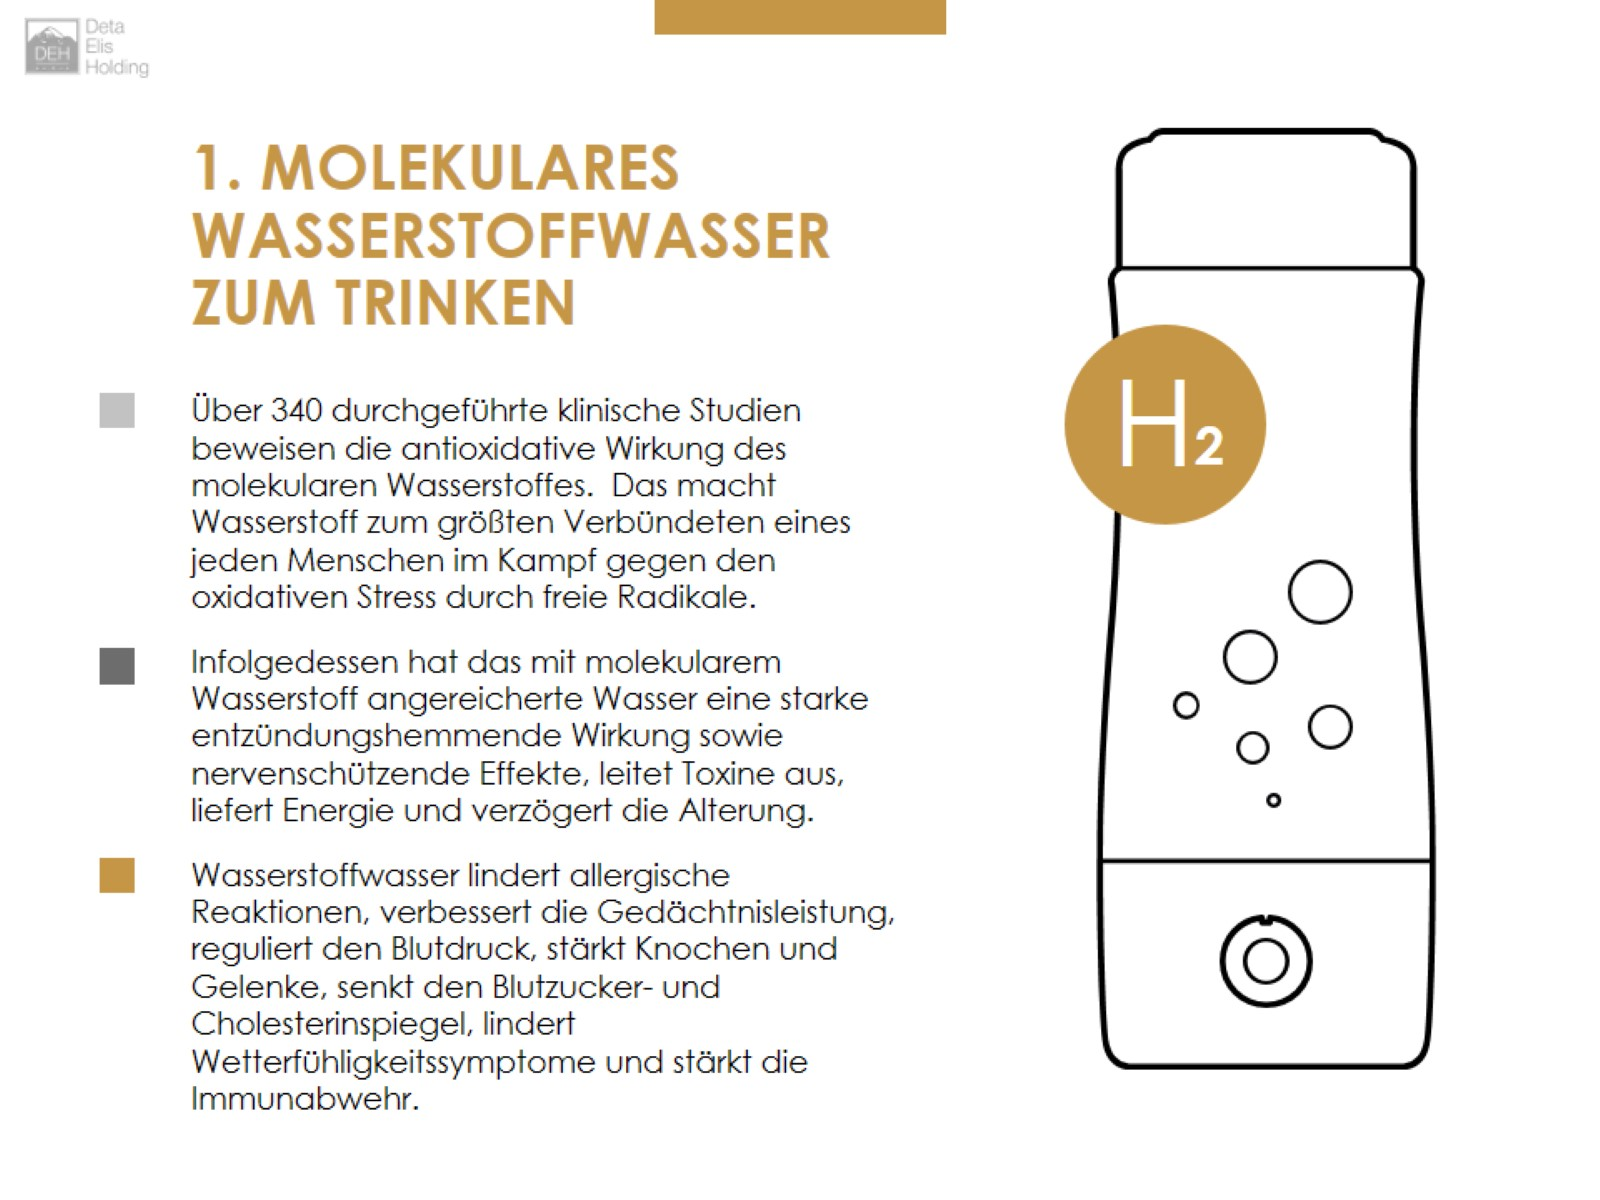 Deta
Elis
Holding
DEH
1. MOLEKULARES
WASSERSTOFFWASSER
ZUM TRINKEN
Über 340 durchgeführte klinische Studien
beweisen die antioxidative Wirkung des
molekularen Wasserstoffes.  Das macht
Wasserstoff zum größten Verbündeten eines
jeden Menschen im Kampf gegen den
oxidativen Stress durch freie Radikale.
Infolgedessen hat das mit molekularem
Wasserstoff angereicherte Wasser eine starke
entzündungshemmende Wirkung sowie
nervenschützende Effekte, leitet Toxine aus,
liefert Energie und verzögert die Alterung.
Wasserstoffwasser lindert allergische
Reaktionen, verbessert die Gedächtnisleistung,
reguliert den Blutdruck, stärkt Knochen und
Gelenke, senkt den Blutzucker- und
Cholesterinspiegel, lindert
Wetterfühligkeitssymptome und stärkt die
Immunabwehr.
H2